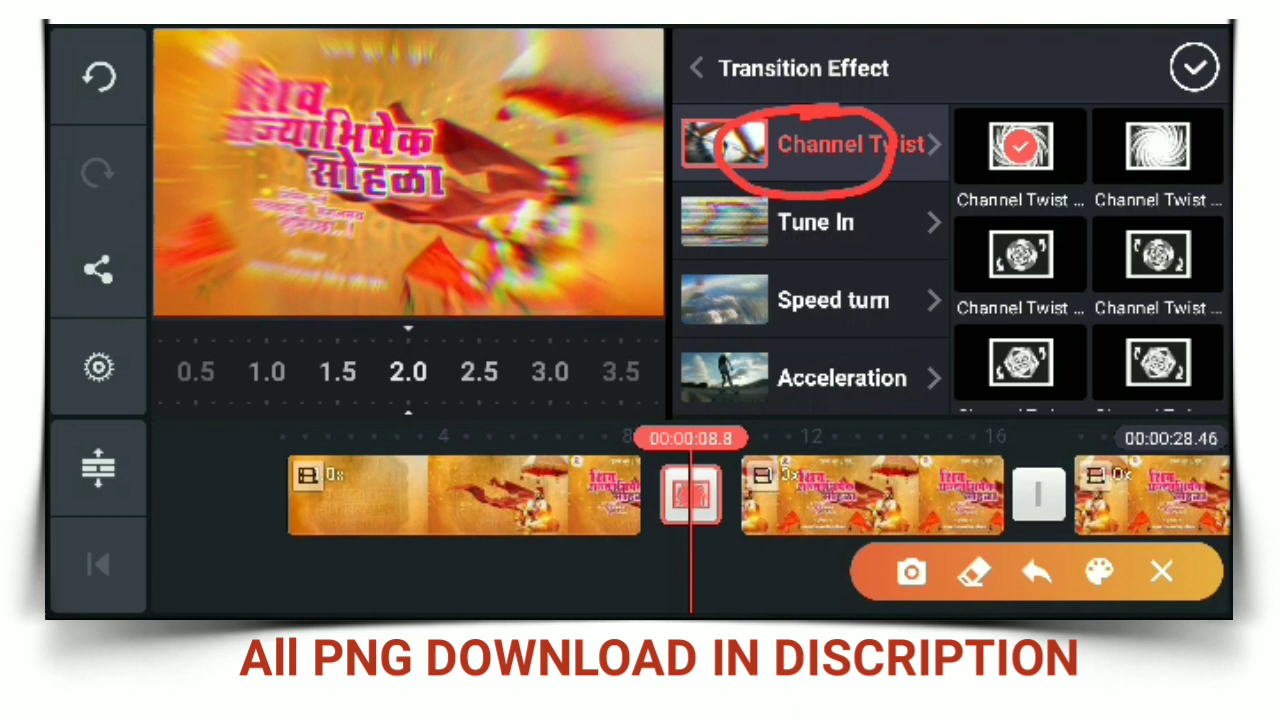 Transition Effect
शिव
राज्याभिषेक
सोहळा
Channel Twist
Tune In
Speed turn
Acceleration
Channel Twist ...
Channel Twist ...
Channel Twist ...
Channel Twist ...
0.5 1.0 1.5 2.0 2.5 3.0 3.5
4 8 00:00:08.8 12 16 00:00:28.46
All PNG DOWNLOAD IN DISCRIPTION